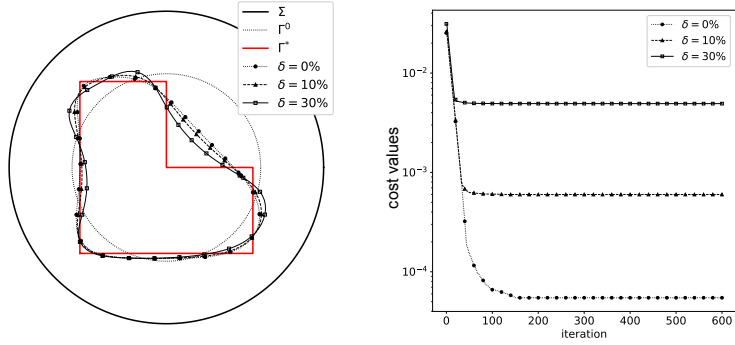 Σ
Γ⁰
Γ*
δ = 0%
δ = 10%
δ = 30%
δ = 0%
δ = 10%
δ = 30%
cost values
10⁻²
10⁻³
10⁻⁴
0 100 200 300 400 500 600
iteration